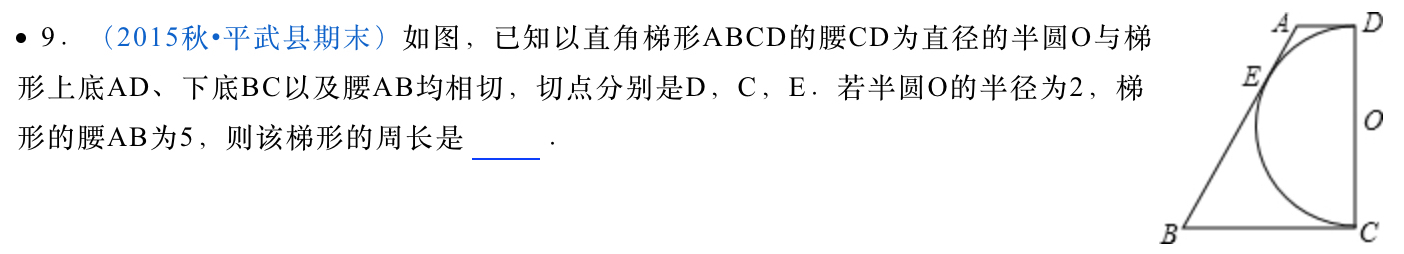 • 9. （2015秋•平武县期末）如图，已知以直角梯形ABCD的腰CD为直径的半圆O与梯
形上底AD、下底BC以及腰AB均相切，切点分别是D，C，E．若半圆O的半径为2，梯
形的腰AB为5，则该梯形的周长是 ____ ．
A D
E
O
B C